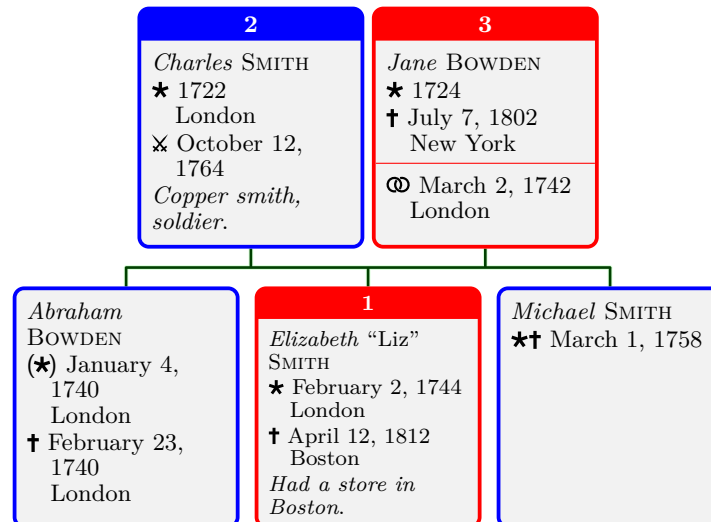 2
Charles SMITH
★ 1722
London
⚔ October 12,
1764
Copper smith,
soldier.
3
Jane BOWDEN
★ 1724
† July 7, 1802
New York
⚭ March 2, 1742
London
Abraham
BOWDEN
(★) January 4,
1740
London
† February 23,
1740
London
1
Elizabeth “Liz”
SMITH
★ February 2, 1744
London
† April 12, 1812
Boston
Had a store in
Boston.
Michael SMITH
★† March 1, 1758